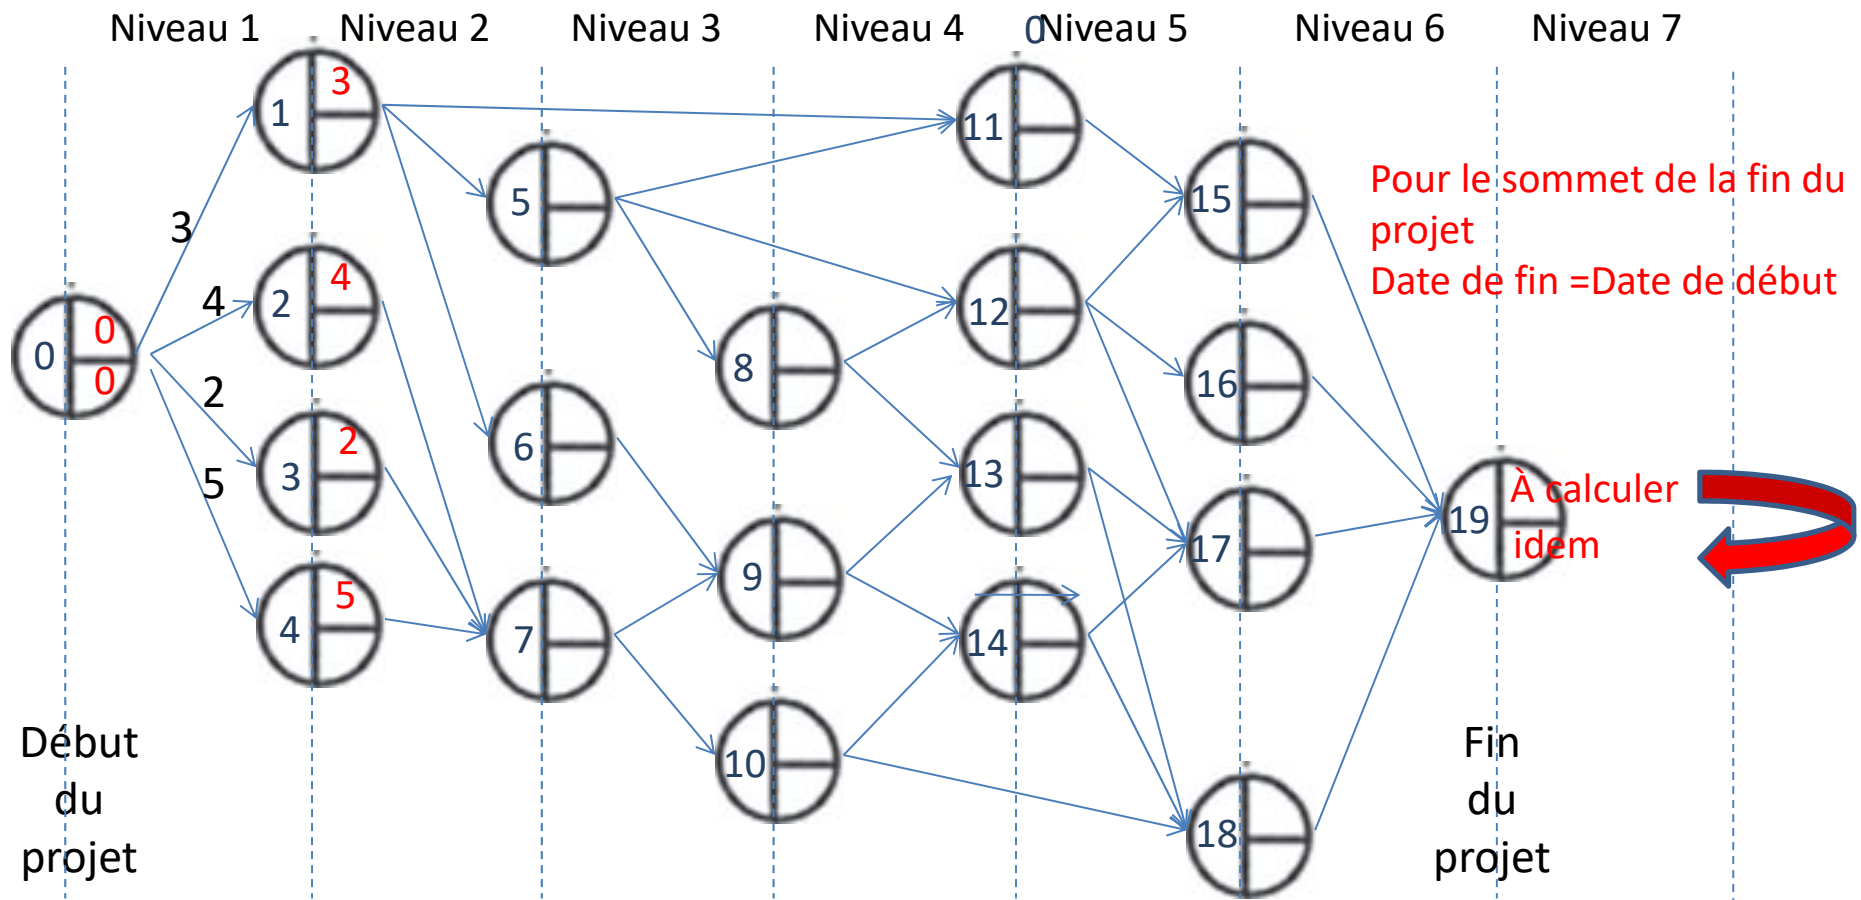 Niveau 1
Niveau 2
Niveau 3
Niveau 4
0
Niveau 5
Niveau 6
Niveau 7
1
3
5
11
15
Pour le sommet de la fin du
projet
Date de fin =Date de début
3
4
2
4
0
0
0
2
5
3
2
4
5
6
7
8
9
10
12
13
14
16
17
18
19
À calculer
idem
Début
du
projet
Fin
du
projet